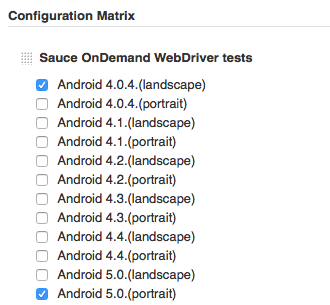 Configuration Matrix
Sauce OnDemand WebDriver tests
Android 4.0.4.(landscape)
Android 4.0.4.(portrait)
Android 4.1.(landscape)
Android 4.1.(portrait)
Android 4.2.(landscape)
Android 4.2.(portrait)
Android 4.3.(landscape)
Android 4.3.(portrait)
Android 4.4.(landscape)
Android 4.4.(portrait)
Android 5.0.(landscape)
Android 5.0.(portrait)